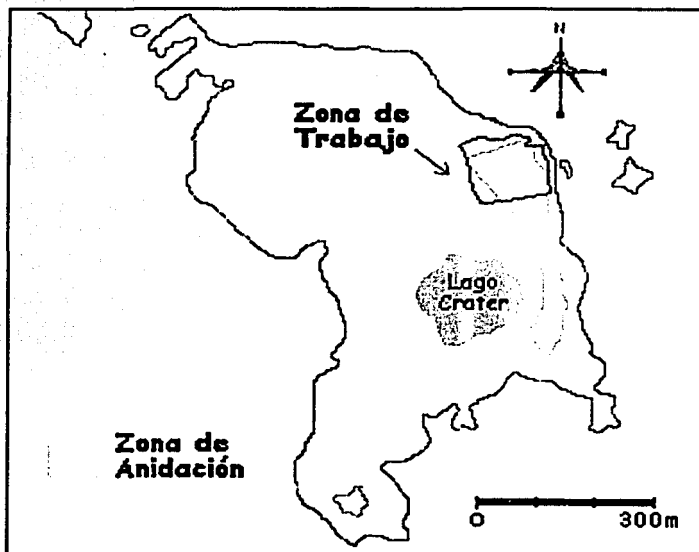 N
Zona de
Trabajo
Lago
Crater
Zona de
Anidación
0 300m